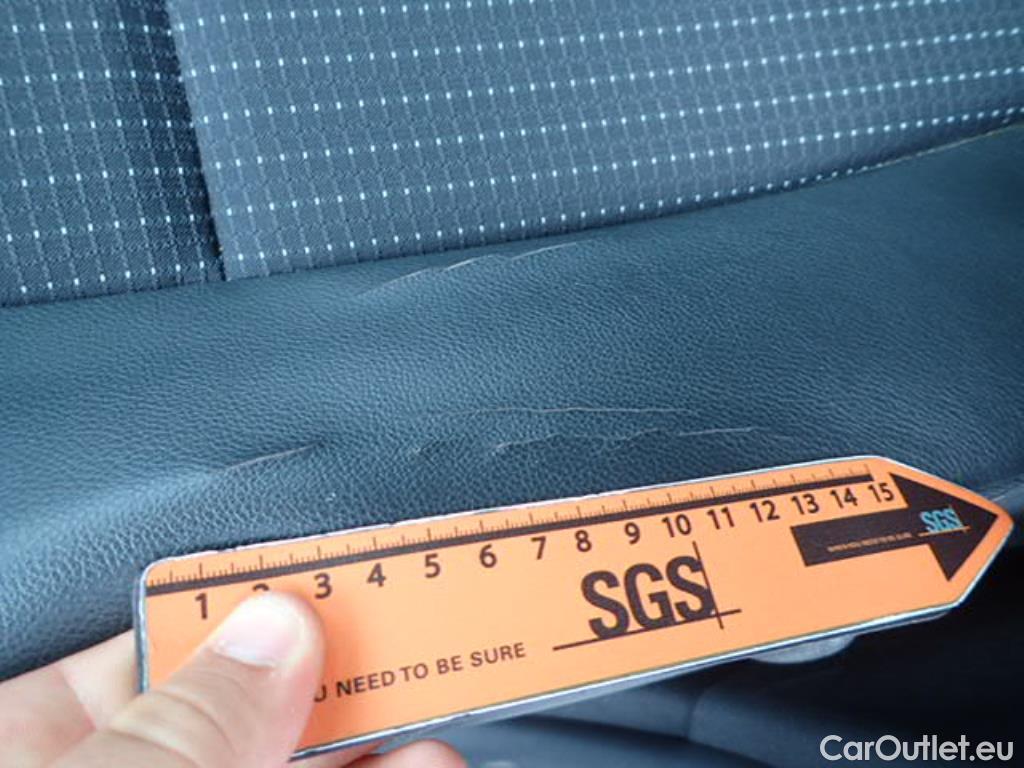 1 2 3 4 5 6 7 8 9 10 11 12 13 14 15
SGS
SGS
U NEED TO BE SURE
CarOutlet.eu